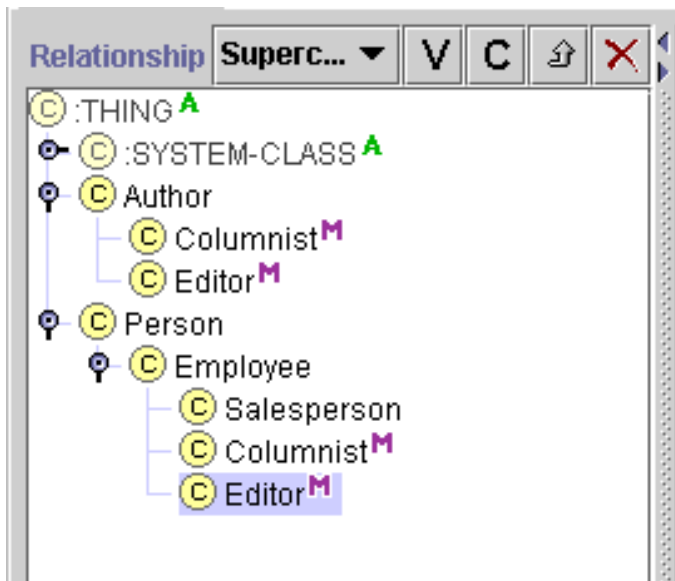 Relationship Superc... V C
C :THING A
C :SYSTEM-CLASS A
C Author
C Columnist M
C Editor M
C Person
C Employee
C Salesperson
C Columnist M
C Editor M